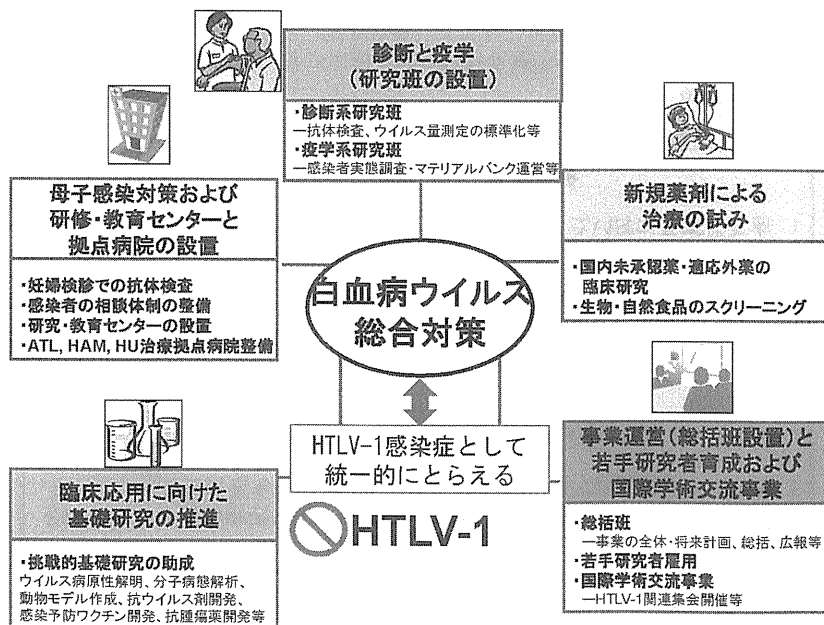 診断と疫学
(研究班の設置)
・診断系研究班
―抗体検査、ウイルス量測定の標準化等
・疫学系研究班
―感染者実態調査・マテリアルバンク運営等
母子感染対策および
研修・教育センターと
拠点病院の設置
・妊婦検診での抗体検査
・感染者の相談体制の整備
・研究・教育センターの設置
・ATL, HAM, HU治療拠点病院整備
新規薬剤による
治療の試み
・国内未承認薬・適応外薬の
臨床研究
・生物・自然食品のスクリーニング
白血病ウイルス
総合対策
HTLV-1感染症として
統一的にとらえる
HTLV-1
臨床応用に向けた
基礎研究の推進
・挑戦的基礎研究の助成
ウイルス病原性解明、分子病態解析、
動物モデル作成、抗ウイルス剤開発、
感染予防ワクチン開発、抗腫瘍薬開発等
事業運営(総括班設置)と
若手研究者育成および
国際学術交流事業
・総括班
―事業の全体・将来計画、総括、広報等
・若手研究者雇用
・国際学術交流事業
―HTLV-1関連集会開催等